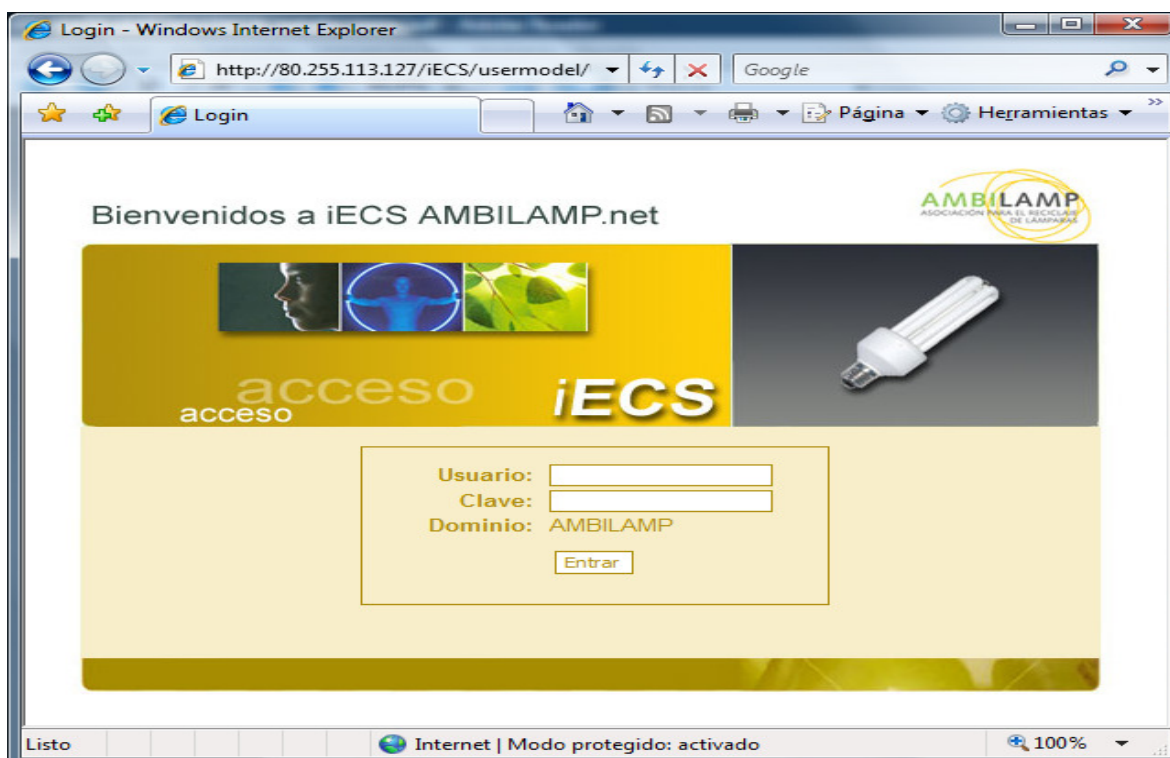 Login - Windows Internet Explorer
http://80.255.113.127/iECS/usermodel/ Google
Login Página Herramientas »
Bienvenidos a iECS AMBILAMP.net
AMBILAMP
ASOCIACIÓN PARA EL RECICLAJE
DE LÁMPARAS
acceso
acceso
iECS
Usuario:
Clave:
Dominio: AMBILAMP
Entrar
Listo Internet | Modo protegido: activado 100%